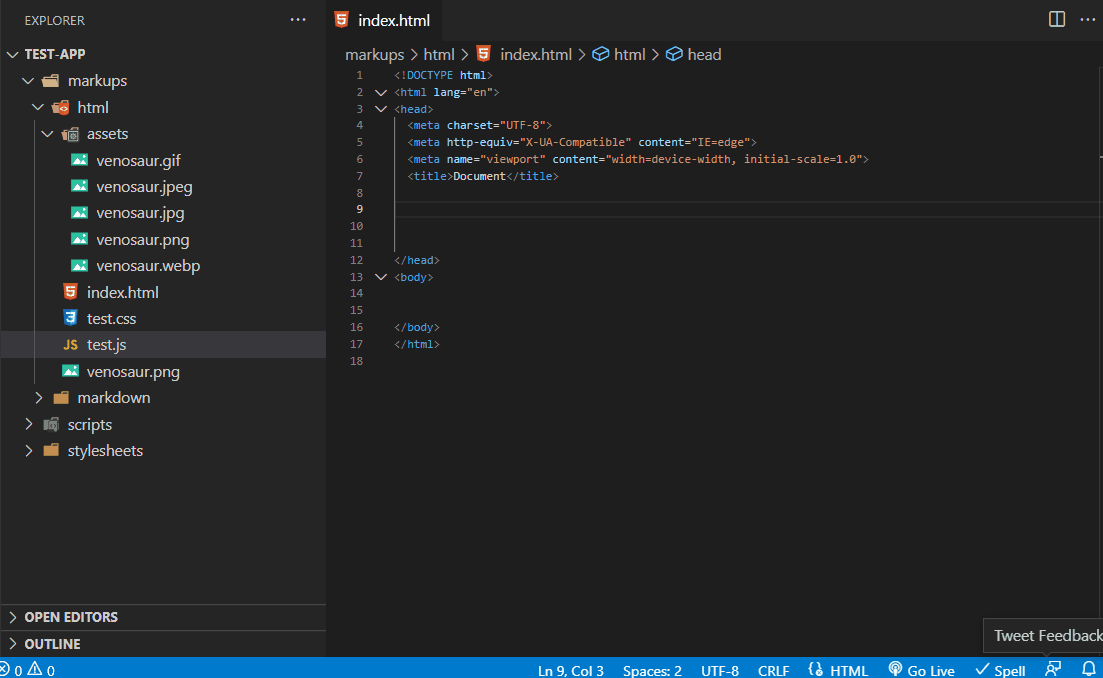 EXPLORER
TEST-APP
markups
html
assets
venosaur.gif
venosaur.jpeg
venosaur.jpg
venosaur.png
venosaur.webp
index.html
test.css
JS test.js
venosaur.png
markdown
scripts
stylesheets
OPEN EDITORS
OUTLINE
index.html
markups > html > index.html > html > head
1 <!DOCTYPE html>
2 <html lang="en">
3 <head>
4 <meta charset="UTF-8">
5 <meta http-equiv="X-UA-Compatible" content="IE=edge">
6 <meta name="viewport" content="width=device-width, initial-scale=1.0">
7 <title>Document</title>
8
9
10
11
12 </head>
13 <body>
14
15
16 </body>
17 </html>
18
Tweet Feedback
0 0 Ln 9, Col 3 Spaces: 2 UTF-8 CRLF HTML Go Live Spell